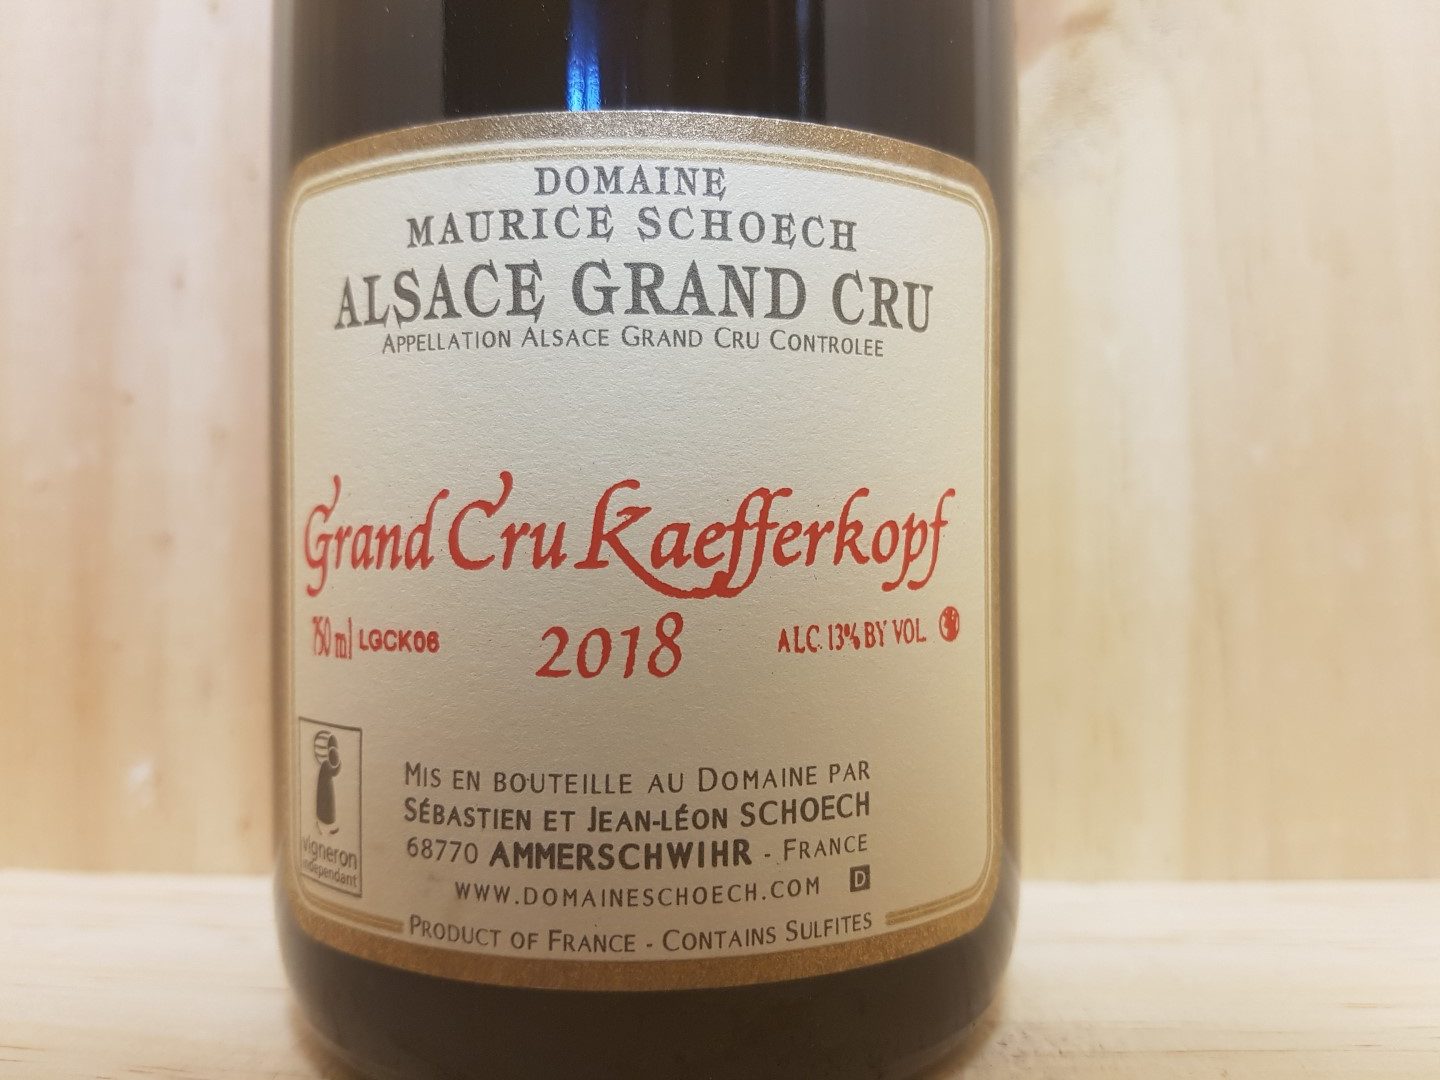 DOMAINE
MAURICE SCHOECH
ALSACE GRAND CRU
APPELLATION ALSACE GRAND CRU CONTROLEE
Grand Cru Kaefferkopf
750 ml LGCK06 2018 ALC. 13% BY VOL.
MIS EN BOUTEILLE AU DOMAINE PAR
SÉBASTIEN ET JEAN-LÉON SCHOECH
68770 AMMERSCHWIHR - FRANCE
WWW.DOMAINESCHOECH.COM D
Vigneron
indépendant
PRODUCT OF FRANCE - CONTAINS SULFITES